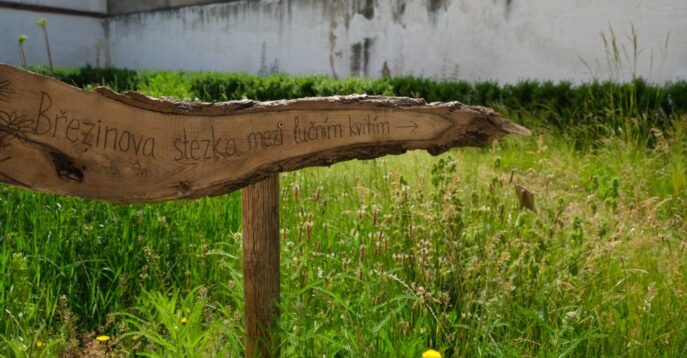 Březinova stezka mezi lučním kvítím →